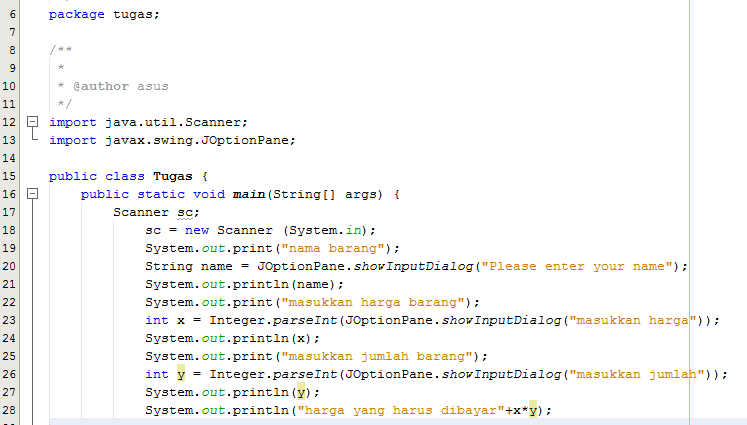 6 package tugas;
7
8 /**
9 *
10 * @author asus
11 */
12 import java.util.Scanner;
13 import javax.swing.JOptionPane;
14
15 public class Tugas {
16 public static void main(String[] args) {
17 Scanner sc;
18 sc = new Scanner (System.in);
19 System.out.print("nama barang");
20 String name = JOptionPane.showInputDialog("Please enter your name");
21 System.out.println(name);
22 System.out.print("masukkan harga barang");
23 int x = Integer.parseInt(JOptionPane.showInputDialog("masukkan harga"));
24 System.out.println(x);
25 System.out.print("masukkan jumlah barang");
26 int y = Integer.parseInt(JOptionPane.showInputDialog("masukkan jumlah"));
27 System.out.println(y);
28 System.out.println("harga yang harus dibayar"+x*y);